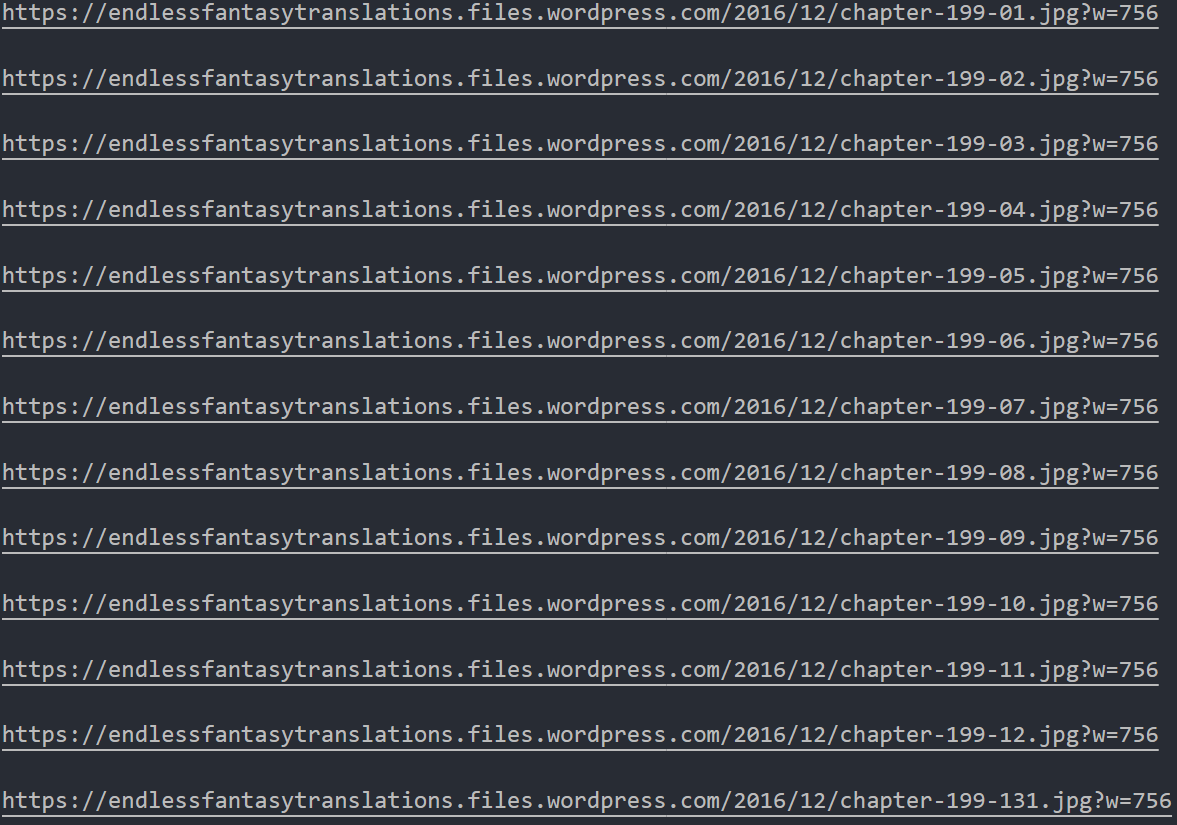 https://endlessfantasytranslations.files.wordpress.com/2016/12/chapter-199-01.jpg?w=756
https://endlessfantasytranslations.files.wordpress.com/2016/12/chapter-199-02.jpg?w=756
https://endlessfantasytranslations.files.wordpress.com/2016/12/chapter-199-03.jpg?w=756
https://endlessfantasytranslations.files.wordpress.com/2016/12/chapter-199-04.jpg?w=756
https://endlessfantasytranslations.files.wordpress.com/2016/12/chapter-199-05.jpg?w=756
https://endlessfantasytranslations.files.wordpress.com/2016/12/chapter-199-06.jpg?w=756
https://endlessfantasytranslations.files.wordpress.com/2016/12/chapter-199-07.jpg?w=756
https://endlessfantasytranslations.files.wordpress.com/2016/12/chapter-199-08.jpg?w=756
https://endlessfantasytranslations.files.wordpress.com/2016/12/chapter-199-09.jpg?w=756
https://endlessfantasytranslations.files.wordpress.com/2016/12/chapter-199-10.jpg?w=756
https://endlessfantasytranslations.files.wordpress.com/2016/12/chapter-199-11.jpg?w=756
https://endlessfantasytranslations.files.wordpress.com/2016/12/chapter-199-12.jpg?w=756
https://endlessfantasytranslations.files.wordpress.com/2016/12/chapter-199-131.jpg?w=756